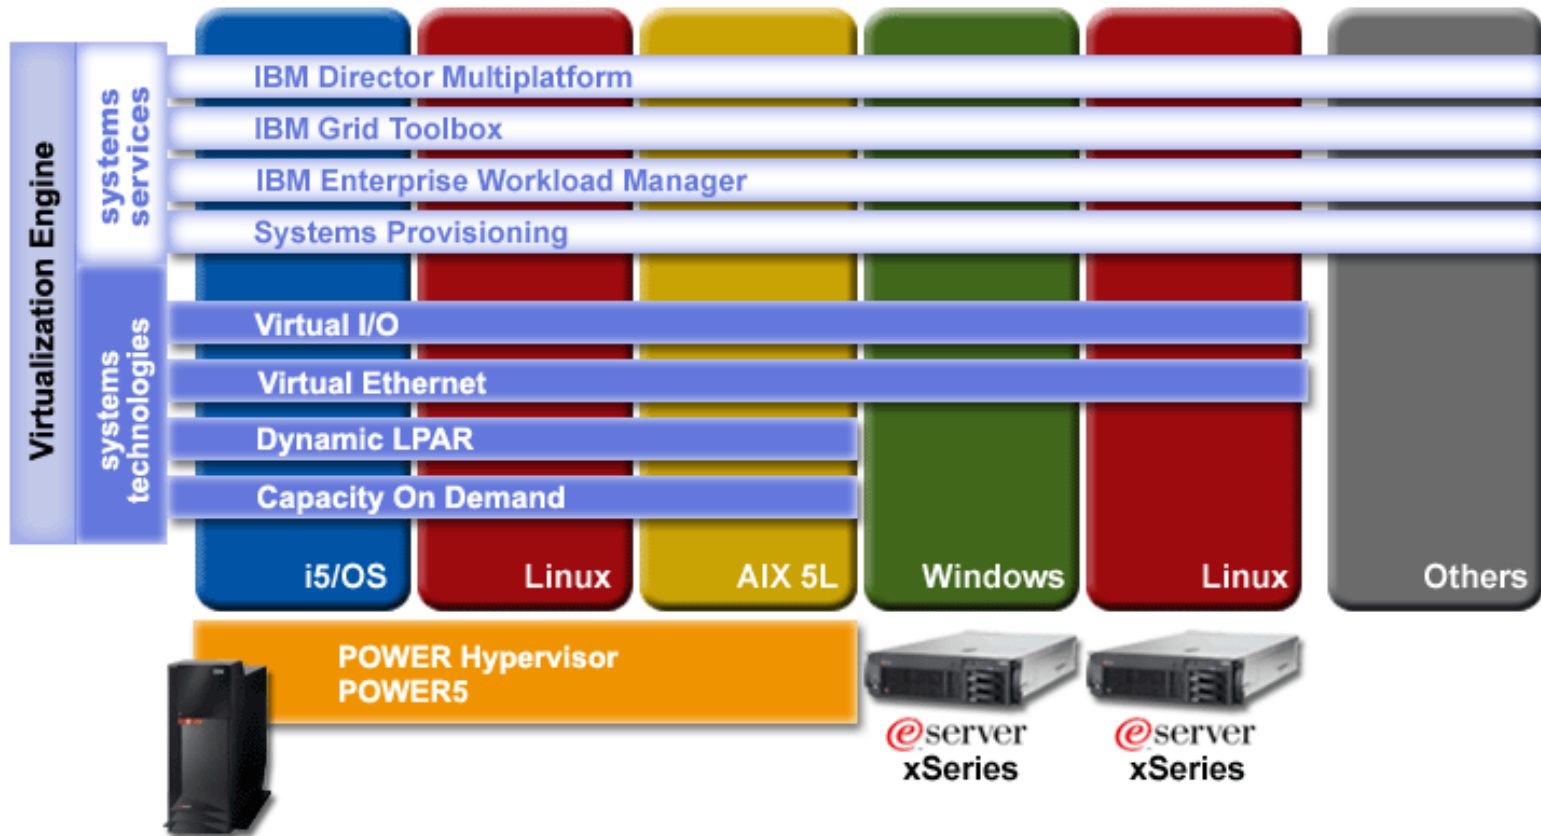 Virtualization Engine
systems
services
IBM Director Multiplatform
IBM Grid Toolbox
IBM Enterprise Workload Manager
Systems Provisioning
systems
technologies
Virtual I/O
Virtual Ethernet
Dynamic LPAR
Capacity On Demand
i5/OS
Linux
AIX 5L
Windows
Linux
Others
POWER Hypervisor
POWER5
eserver
xSeries
eserver
xSeries